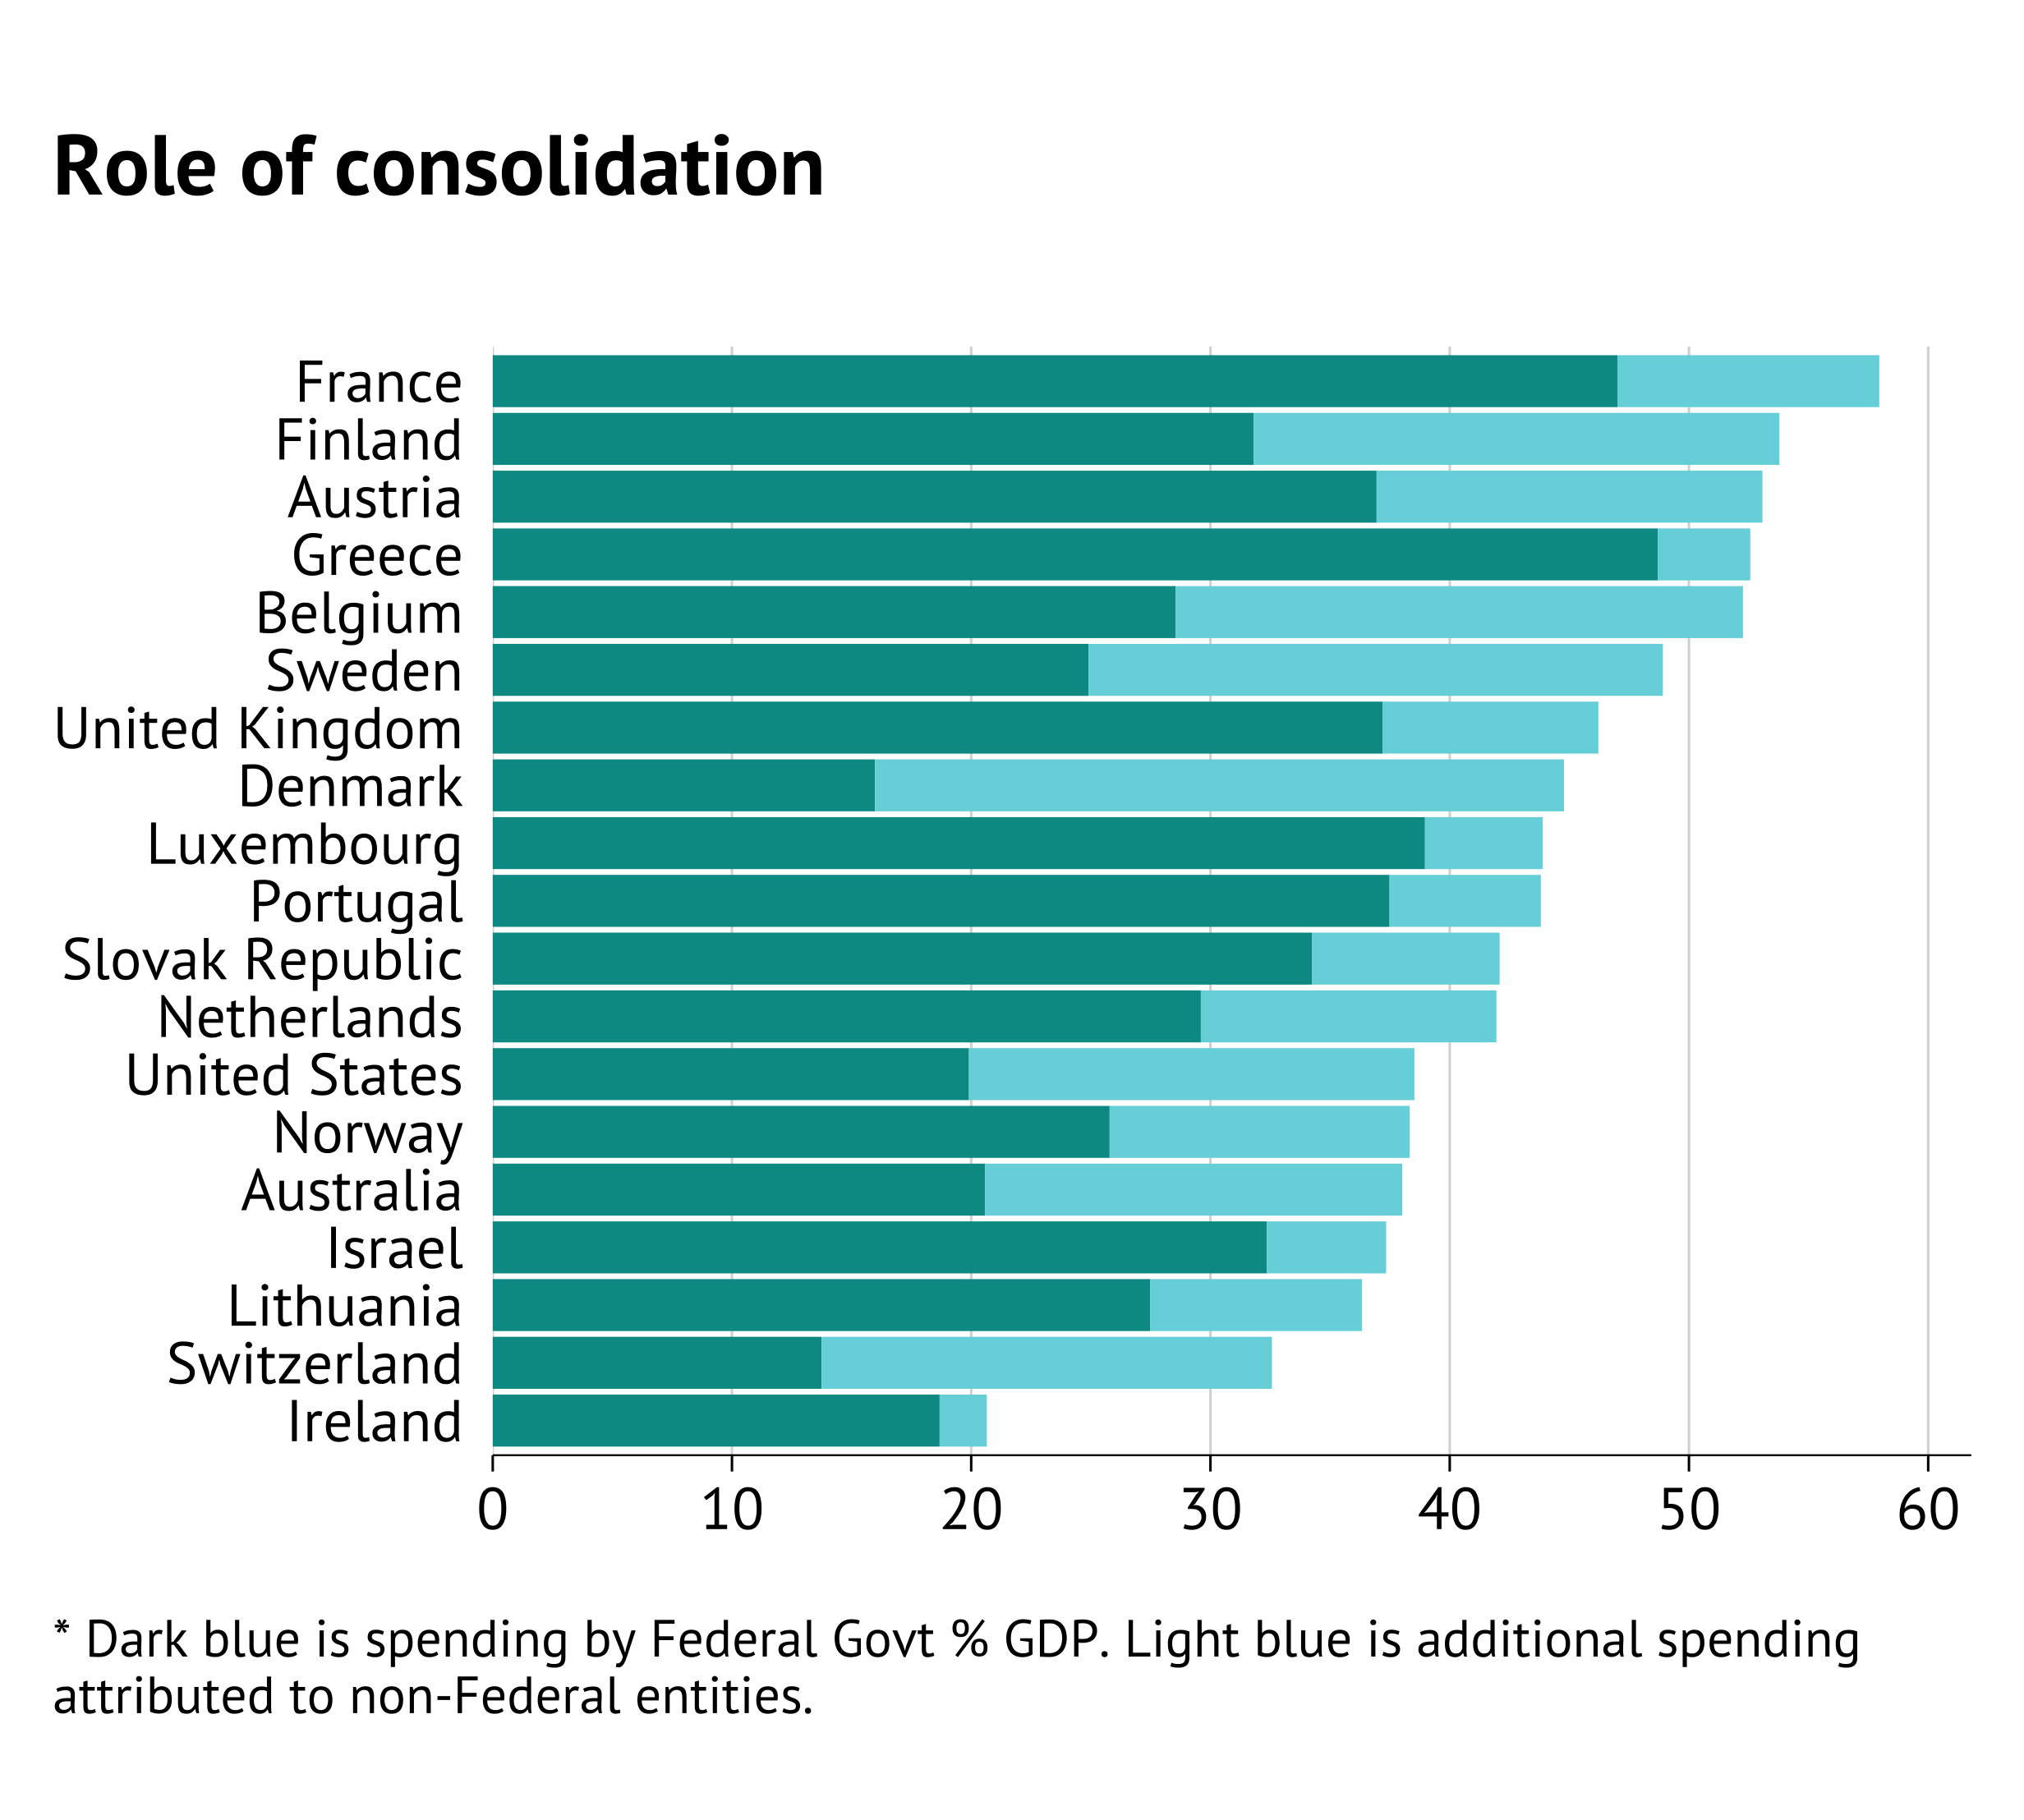 Role of consolidation
France
Finland
Austria
Greece
Belgium
Sweden
United Kingdom
Denmark
Luxembourg
Portugal
Slovak Republic
Netherlands
United States
Norway
Australia
Israel
Lithuania
Switzerland
Ireland
0 10 20 30 40 50 60
* Dark blue is spending by Federal Govt % GDP. Light blue is additional spending
attributed to non-Federal entities.